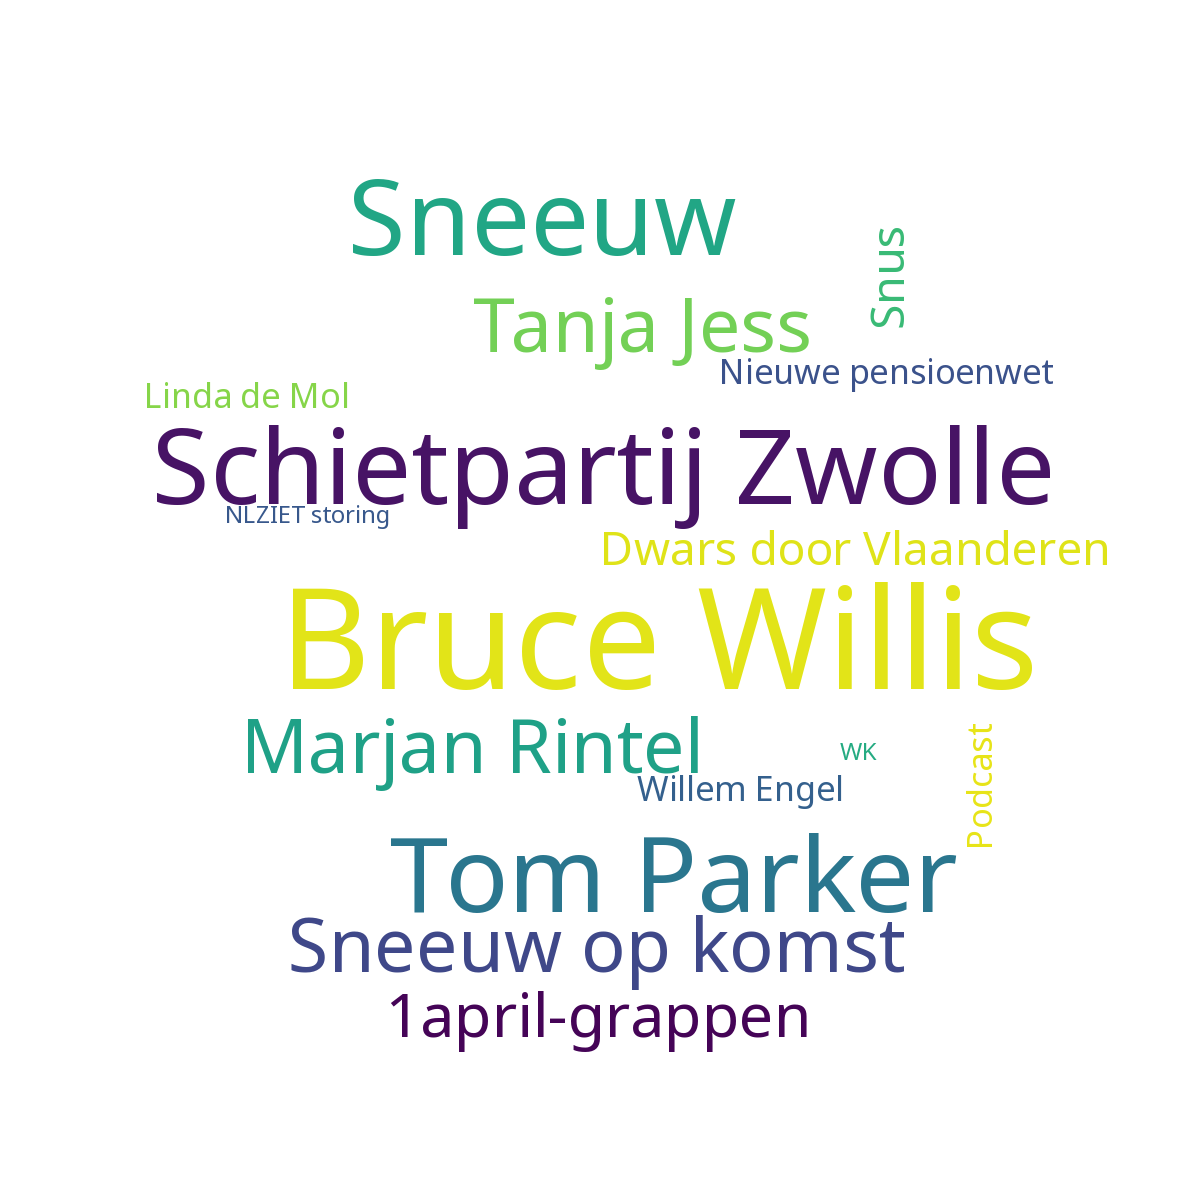 Sneeuw
Snus
Tanja Jess
Nieuwe pensioenwet
Linda de Mol
Schietpartij Zwolle
NLZIET storing
Dwars door Vlaanderen
Bruce Willis
Marjan Rintel
WK
Podcast
Willem Engel
Tom Parker
Sneeuw op komst
1april-grappen